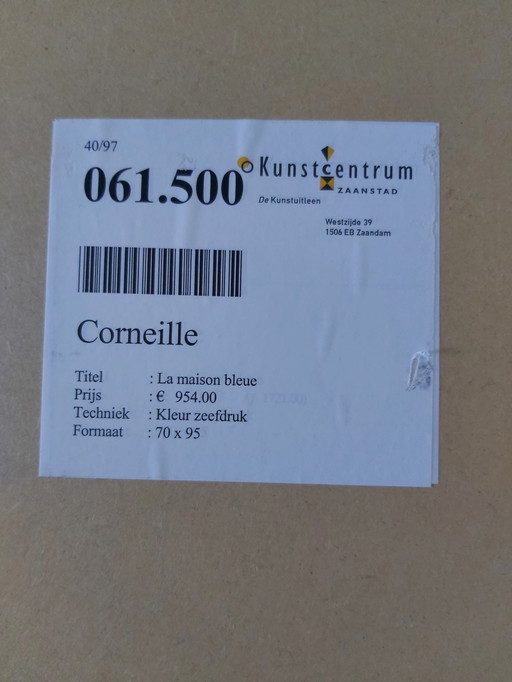 40/97
061.500
Kunstcentrum
ZAANSTAD
De Kunstuitleen
Westzijde 39
1506 EB Zaandam
Corneille
Titel : La maison bleue
Prijs : € 954.00
Techniek : Kleur zeefdruk
Formaat : 70 x 95